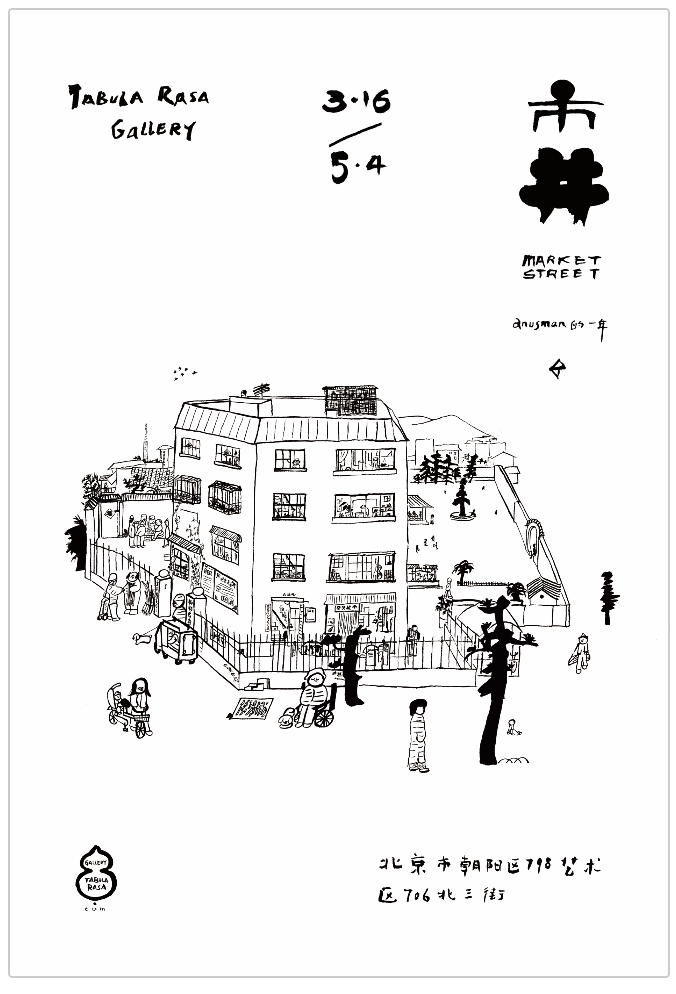 TABULA RASA
GALLERY
3·16
5·4
市井
MARKET
STREET
anusman的一年
GALLERY
TABULA
RASA
com
北京市朝阳区798艺术
区706北三街